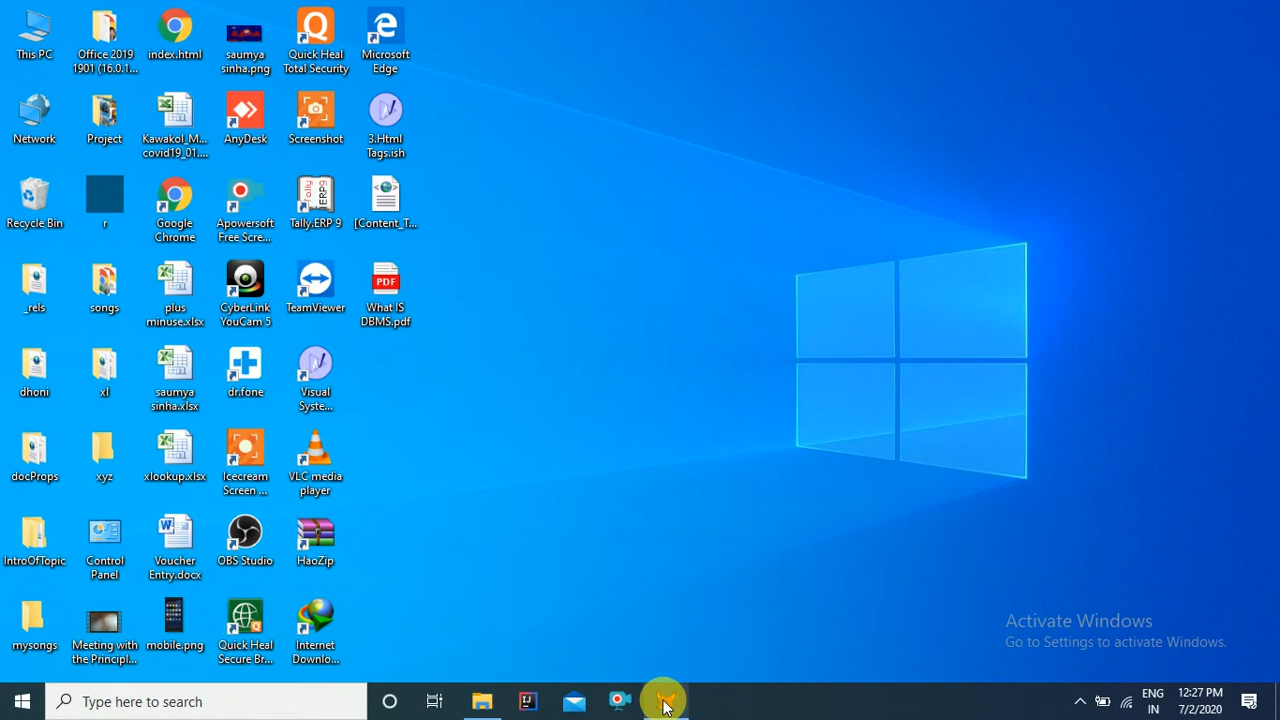 This PC
Office 2019
1901 (16.0.1...
index.html
saumya
sinha.png
Quick Heal
Total Security
Microsoft
Edge
Network
Project
Kawakol_M...
covid19_01....
AnyDesk
Screenshot
3.Html
Tags.ish
Recycle Bin
r
Google
Chrome
Apowersoft
Free Scre...
Tally.ERP 9
[Content_T...
_rels
songs
plus
minuse.xlsx
CyberLink
YouCam 5
TeamViewer
PDF
What IS
DBMS.pdf
dhoni
xl
saumya
sinha.xlsx
dr.fone
Visual
Syste...
docProps
xyz
xlookup.xlsx
Icecream
Screen ...
VLC media
player
IntroOfTopic
Control
Panel
Voucher
Entry.docx
OBS Studio
HaoZip
mysongs
Meeting with
the Principl...
mobile.png
Quick Heal
Secure Br...
Internet
Downlo...
Activate Windows
Go to Settings to activate Windows.
Type here to search
ENG
IN
12:27 PM
7/2/2020